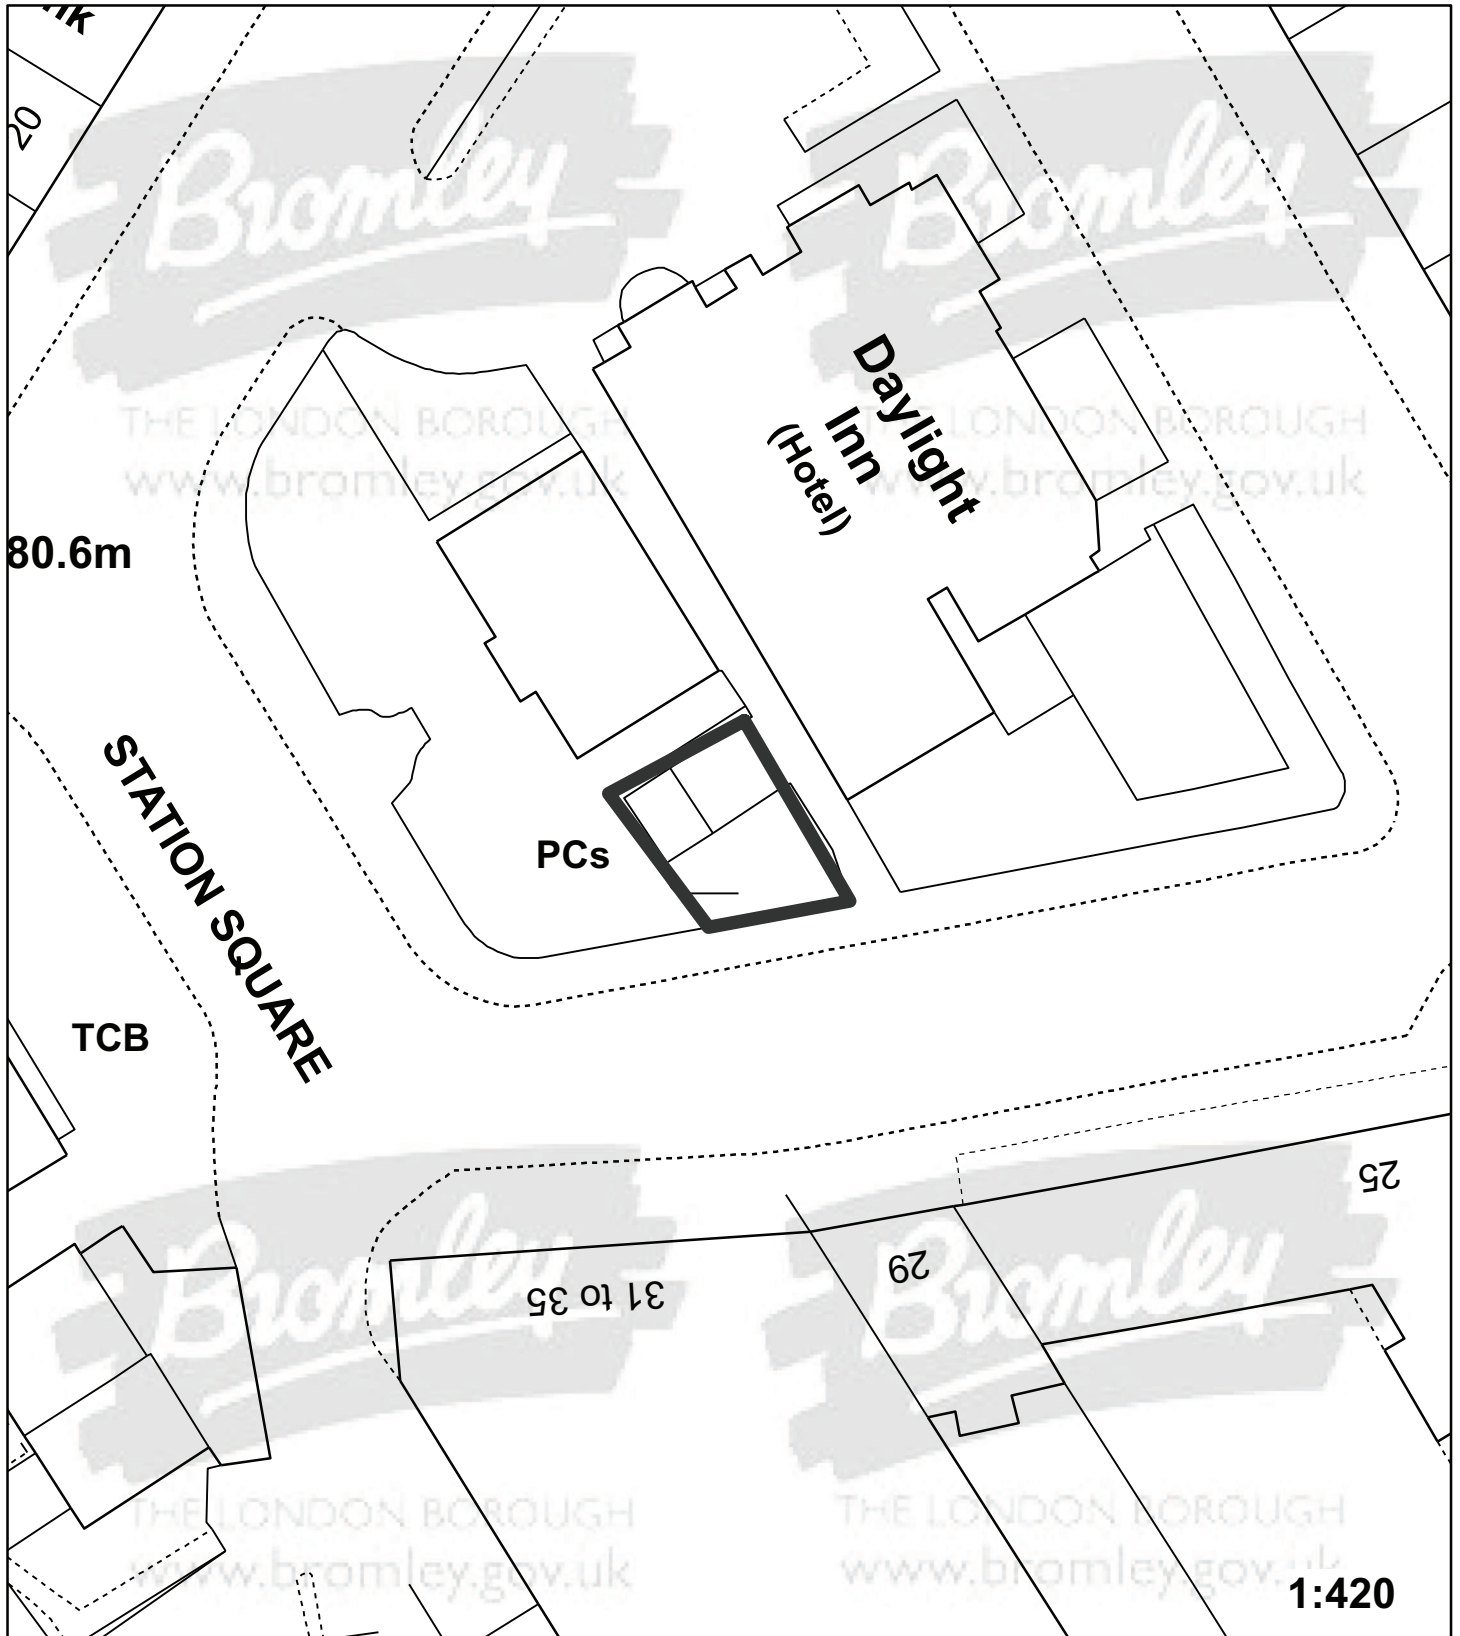 20
Bromley
THE LONDON BOROUGH
www.bromley.gov.uk
Bromley
THE LONDON BOROUGH
www.bromley.gov.uk
Daylight
Inn
(Hotel)
80.6m
STATION SQUARE
PCs
TCB
25
29
31 to 35
Bromley
THE LONDON BOROUGH
www.bromley.gov.uk
Bromley
THE LONDON BOROUGH
www.bromley.gov.uk
1:420